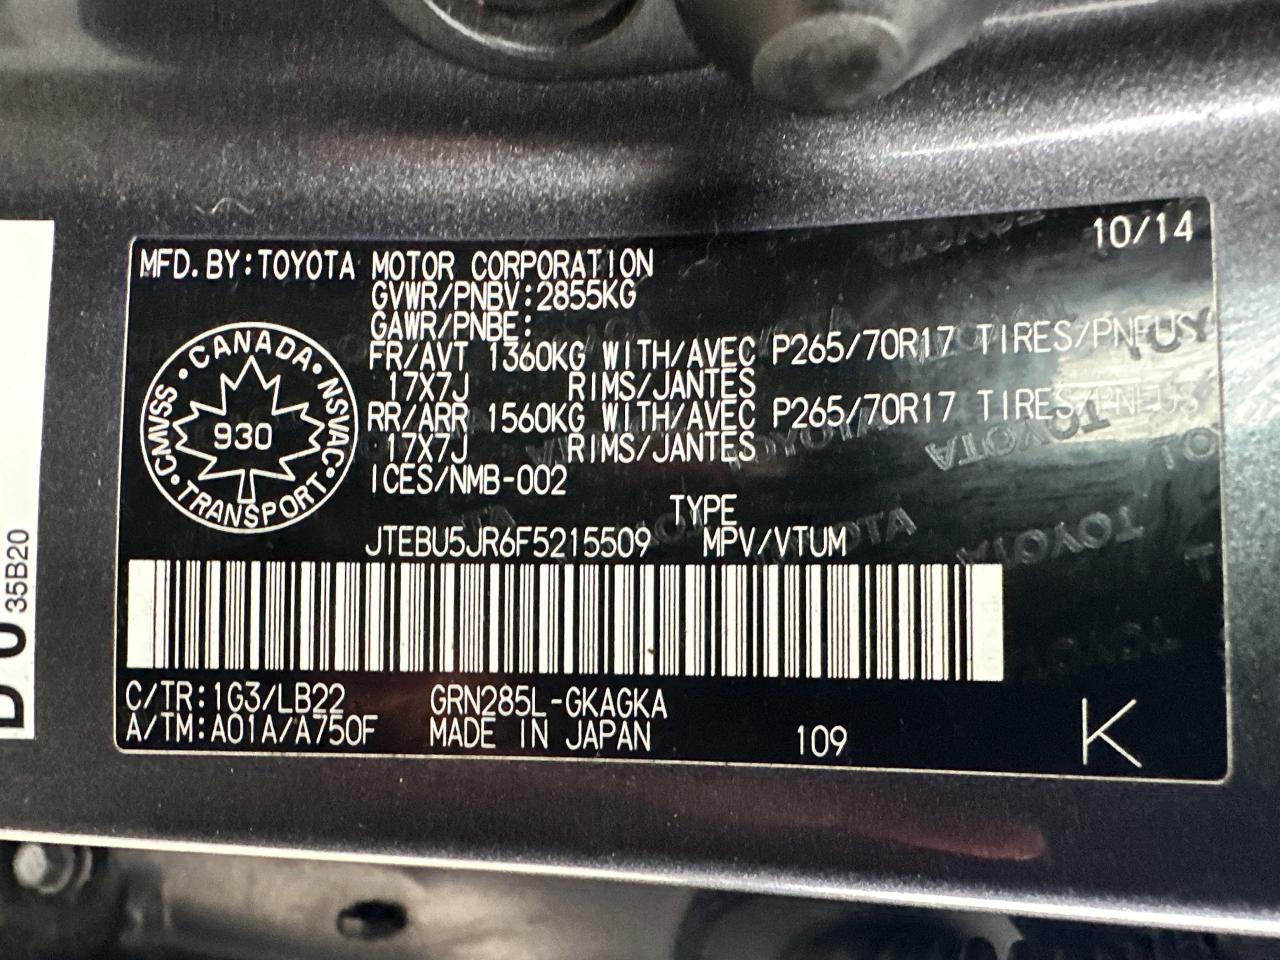 10/14
MFD. BY: TOYOTA MOTOR CORPORATION
GVWR/PNBV: 2855KG
GAWR/PNBE:
FR/AVT 1360KG WITH/AVEC P265/70R17 TIRES/PNEUS
17X7J RIMS/JANTES
RR/ARR 1560KG WITH/AVEC P265/70R17 TIRES/PNEUS
17X7J RIMS/JANTES
ICES/NMB-002
CANADA
CMVSS • NSVAC
930
TRANSPORT
TYPE
JTEBU5JR6F5215509 MPV/VTUM
C/TR: 1G3/LB22 GRN285L-GKAGKA
A/TM: A01A/A750F MADE IN JAPAN 109 K
35B20